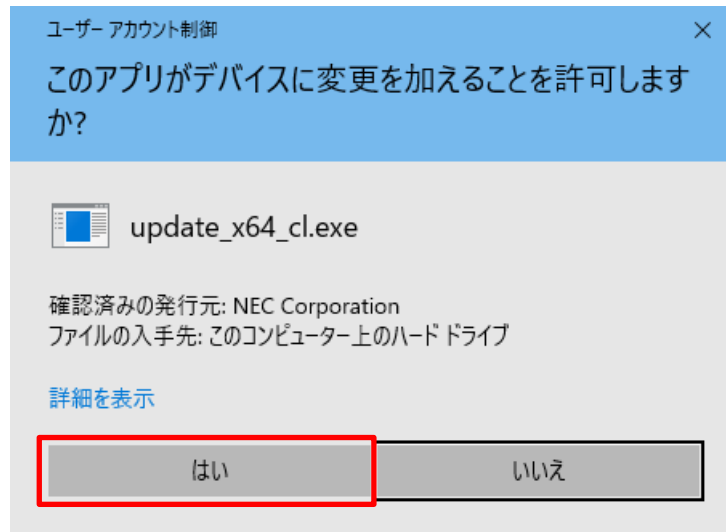 ユーザー アカウント制御
このアプリがデバイスに変更を加えることを許可します
か?
update_x64_cl.exe
確認済みの発行元: NEC Corporation
ファイルの入手先: このコンピューター上のハード ドライブ
詳細を表示
はい いいえ